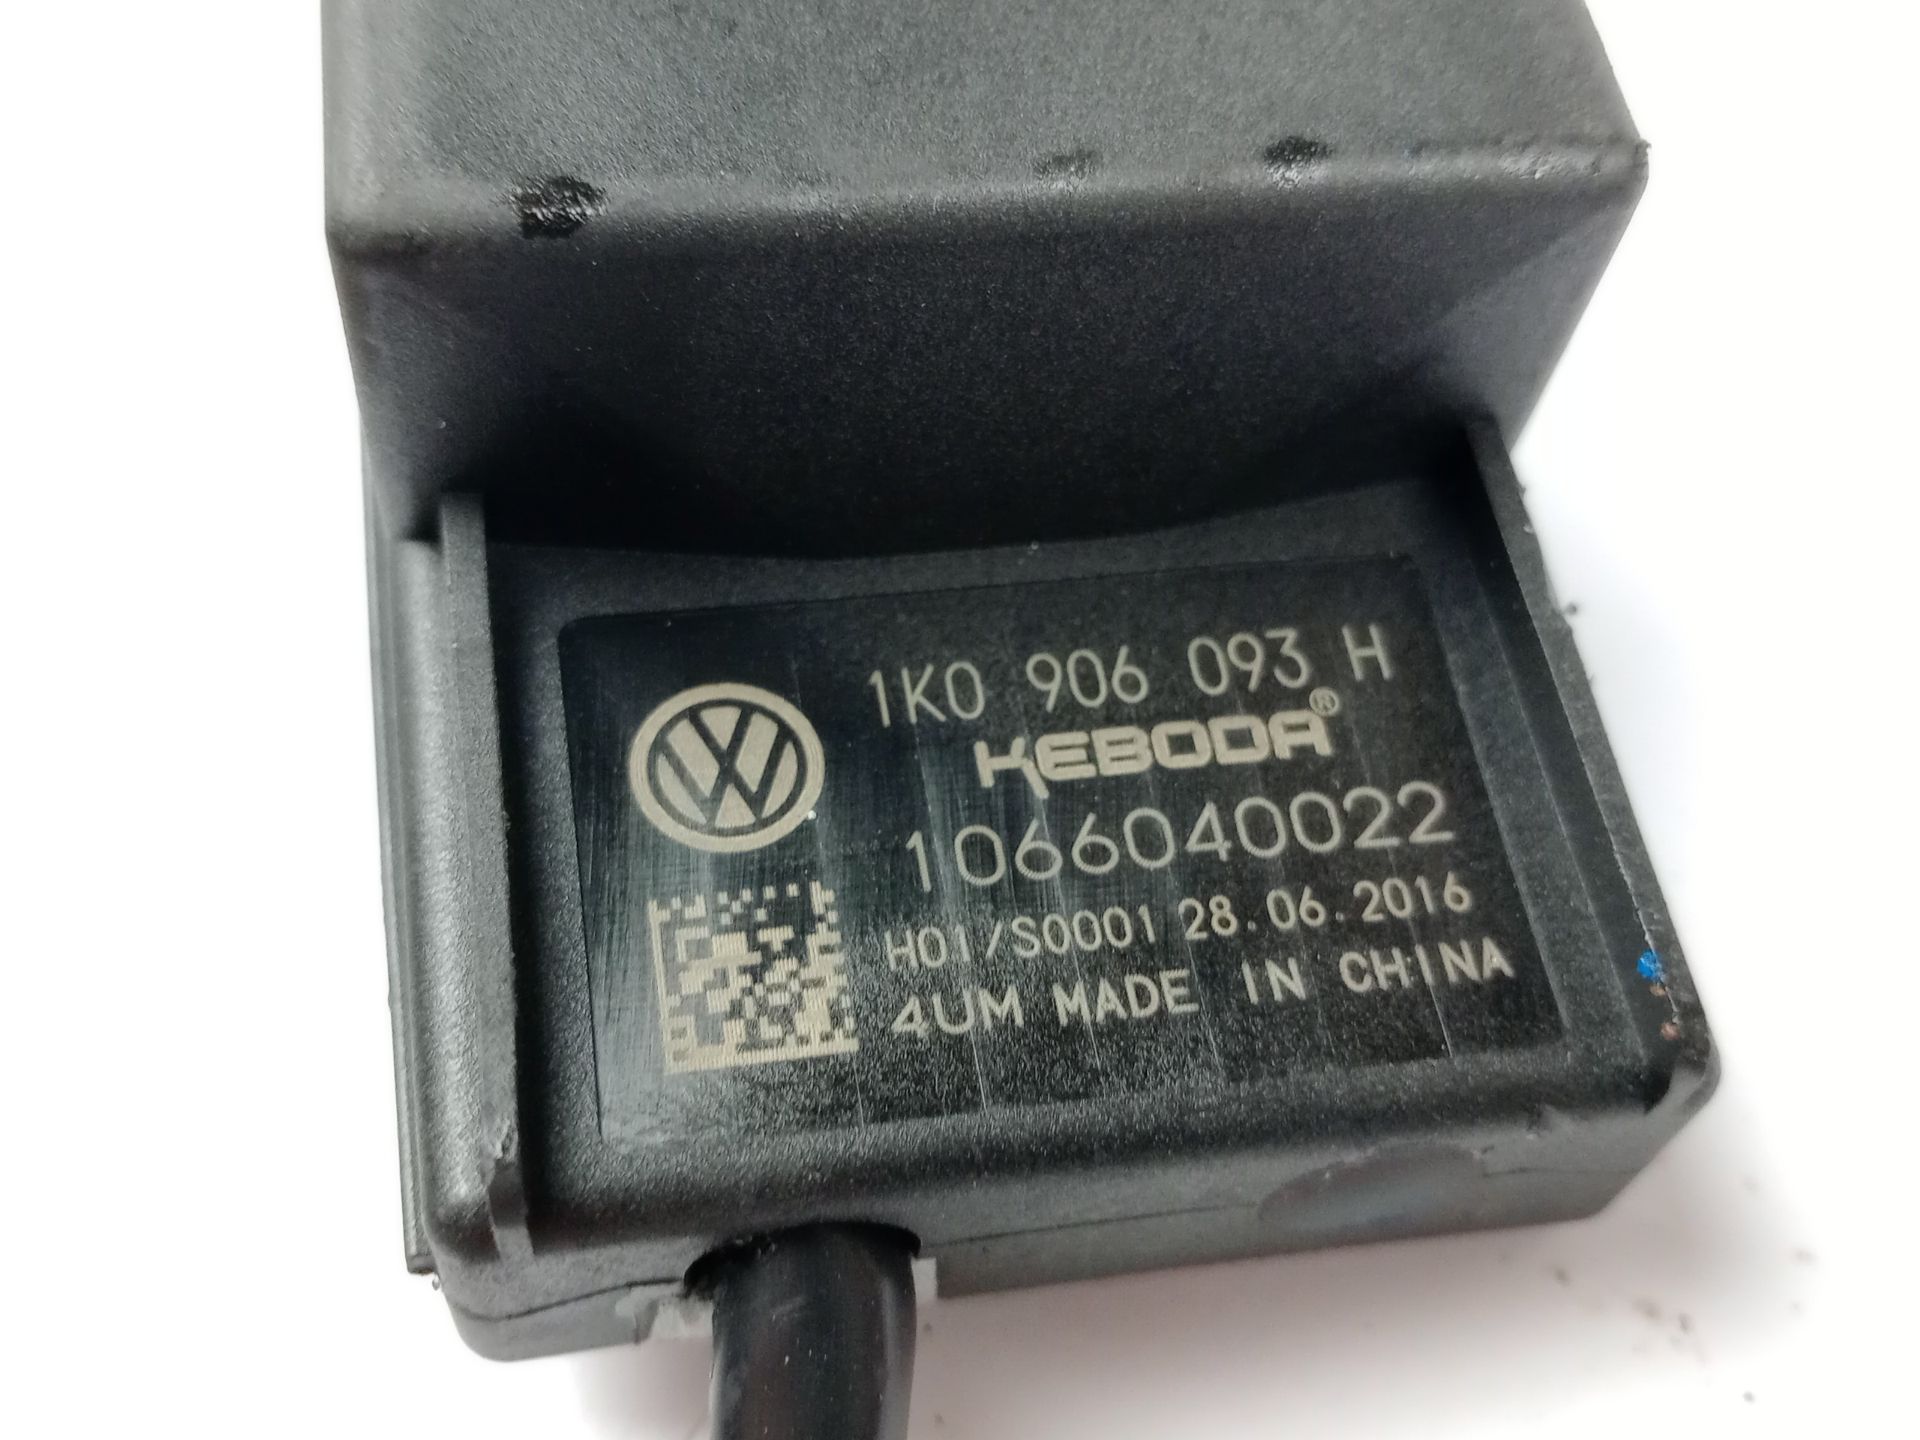 1K0 906 093 H
KEBODA®
1066040022
H01/S0001 28.06.2016
4UM MADE IN CHINA